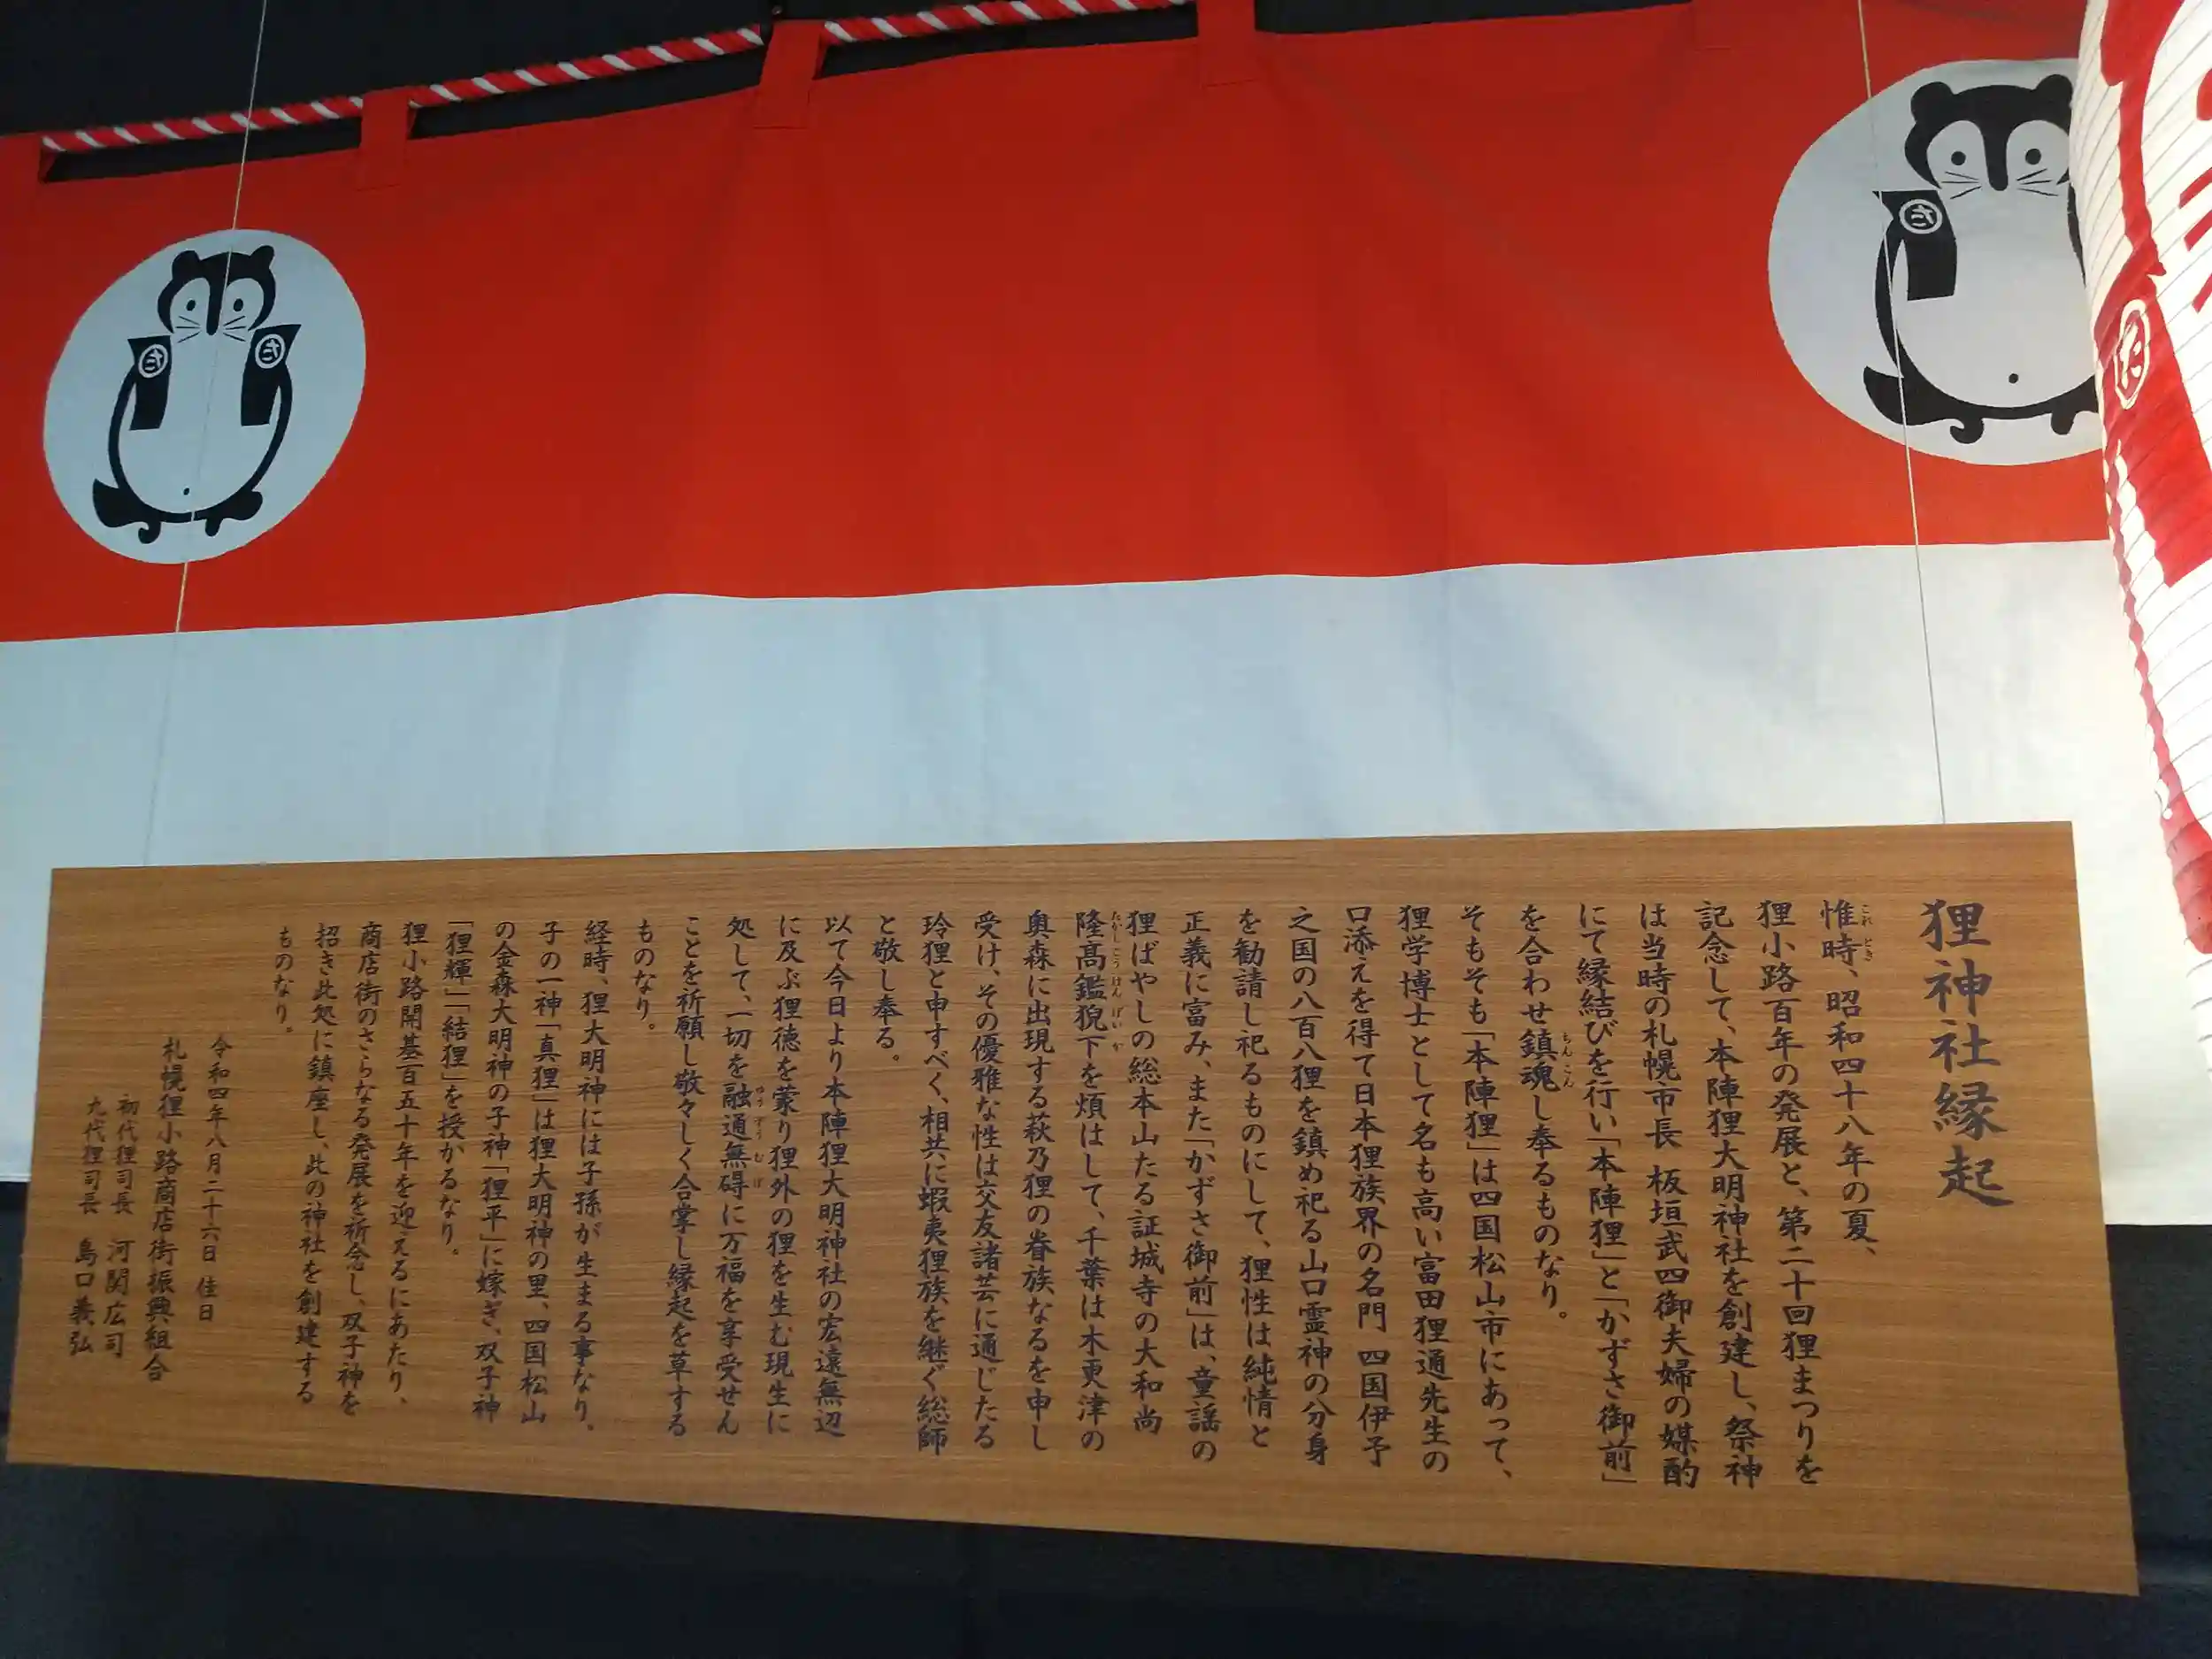 狸神社縁起
惟時、昭和四十八年の夏、
狸小路百年の発展と、第二十回狸まつりを
記念して、本陣狸大明神社を創建し、祭神
は当時の札幌市長 板垣武四御夫婦の媒酌
にて縁結びを行い「本陣狸」と「かずさ御前」
を合わせ鎮魂し奉るものなり。
そもそも「本陣狸」は四国松山市にあって、
狸学博士として名も高い富田狸通先生の
口添えを得て日本狸族界の名門 四国伊予
之国の八百八狸を鎮め祀る山口霊神の分身
を勧請し祀るものにして、狸性は純情と
正義に富み、また「かずさ御前」は、童謡の
狸ばやしの総本山たる証城寺の大和尚
隆高鑑猊下を煩はして、千葉は木更津の
奥森に出現する萩乃狸の眷族なるを申し
受け、その優雅な性は交友諸芸に通じたる
玲狸と申すべく、相共に蝦夷狸族を継ぐ総師
と敬し奉る。
以て今日より本陣狸大明神社の宏遠無辺
に及ぶ狸徳を蒙り狸外の狸を生む現生に
処して、一切を融通無碍に万福を享受せん
ことを祈願し敬々しく合掌し縁起を草する
ものなり。
経時、狸大明神には子孫が生まる事なり、
子の一神「真狸」は狸大明神の里、四国松山
の金森大明神の子神「狸平」に嫁ぎ、双子神
「狸輝」「結狸」を授かるなり。
狸小路開基百五十年を迎えるにあたり、
商店街のさらなる発展を祈念し、双子神を
招き此処に鎮座し、此の神社を創建する
ものなり。
令和四年八月二十六日 佳日
札幌狸小路商店街振興組合
初代狸司長 河関広司
九代狸司長 島口義弘
た
た
た
た